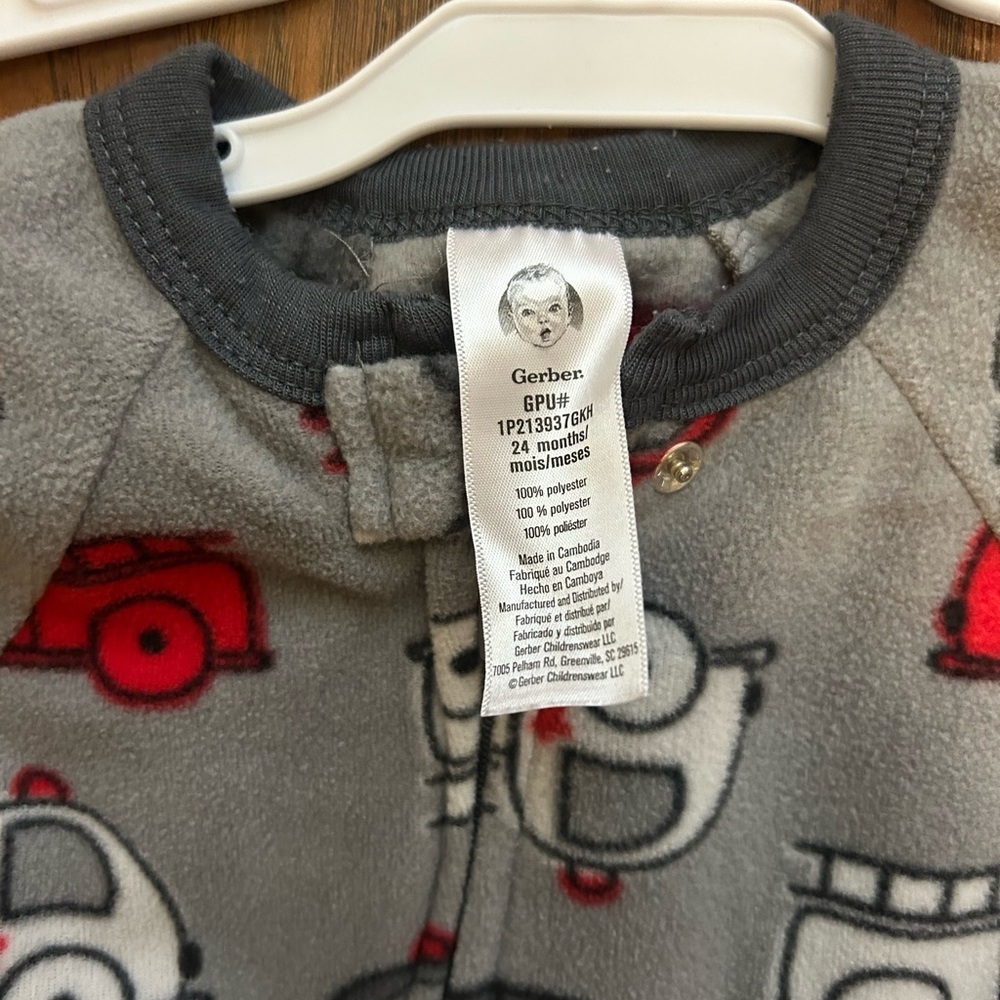 Gerber.
GPU#
1P213937GKH
24 months/
mois/meses
100% polyester
100 % polyester
100% poliéster
Made in Cambodia
Fabriqué au Cambodge
Hecho en Camboya
Manufactured and Distributed by/
Fabriqué et distribué par/
Fabricado y distribuido por
Gerber Childrenswear LLC
7005 Pelham Rd, Greenville, SC 29615
©Gerber Childrenswear LLC